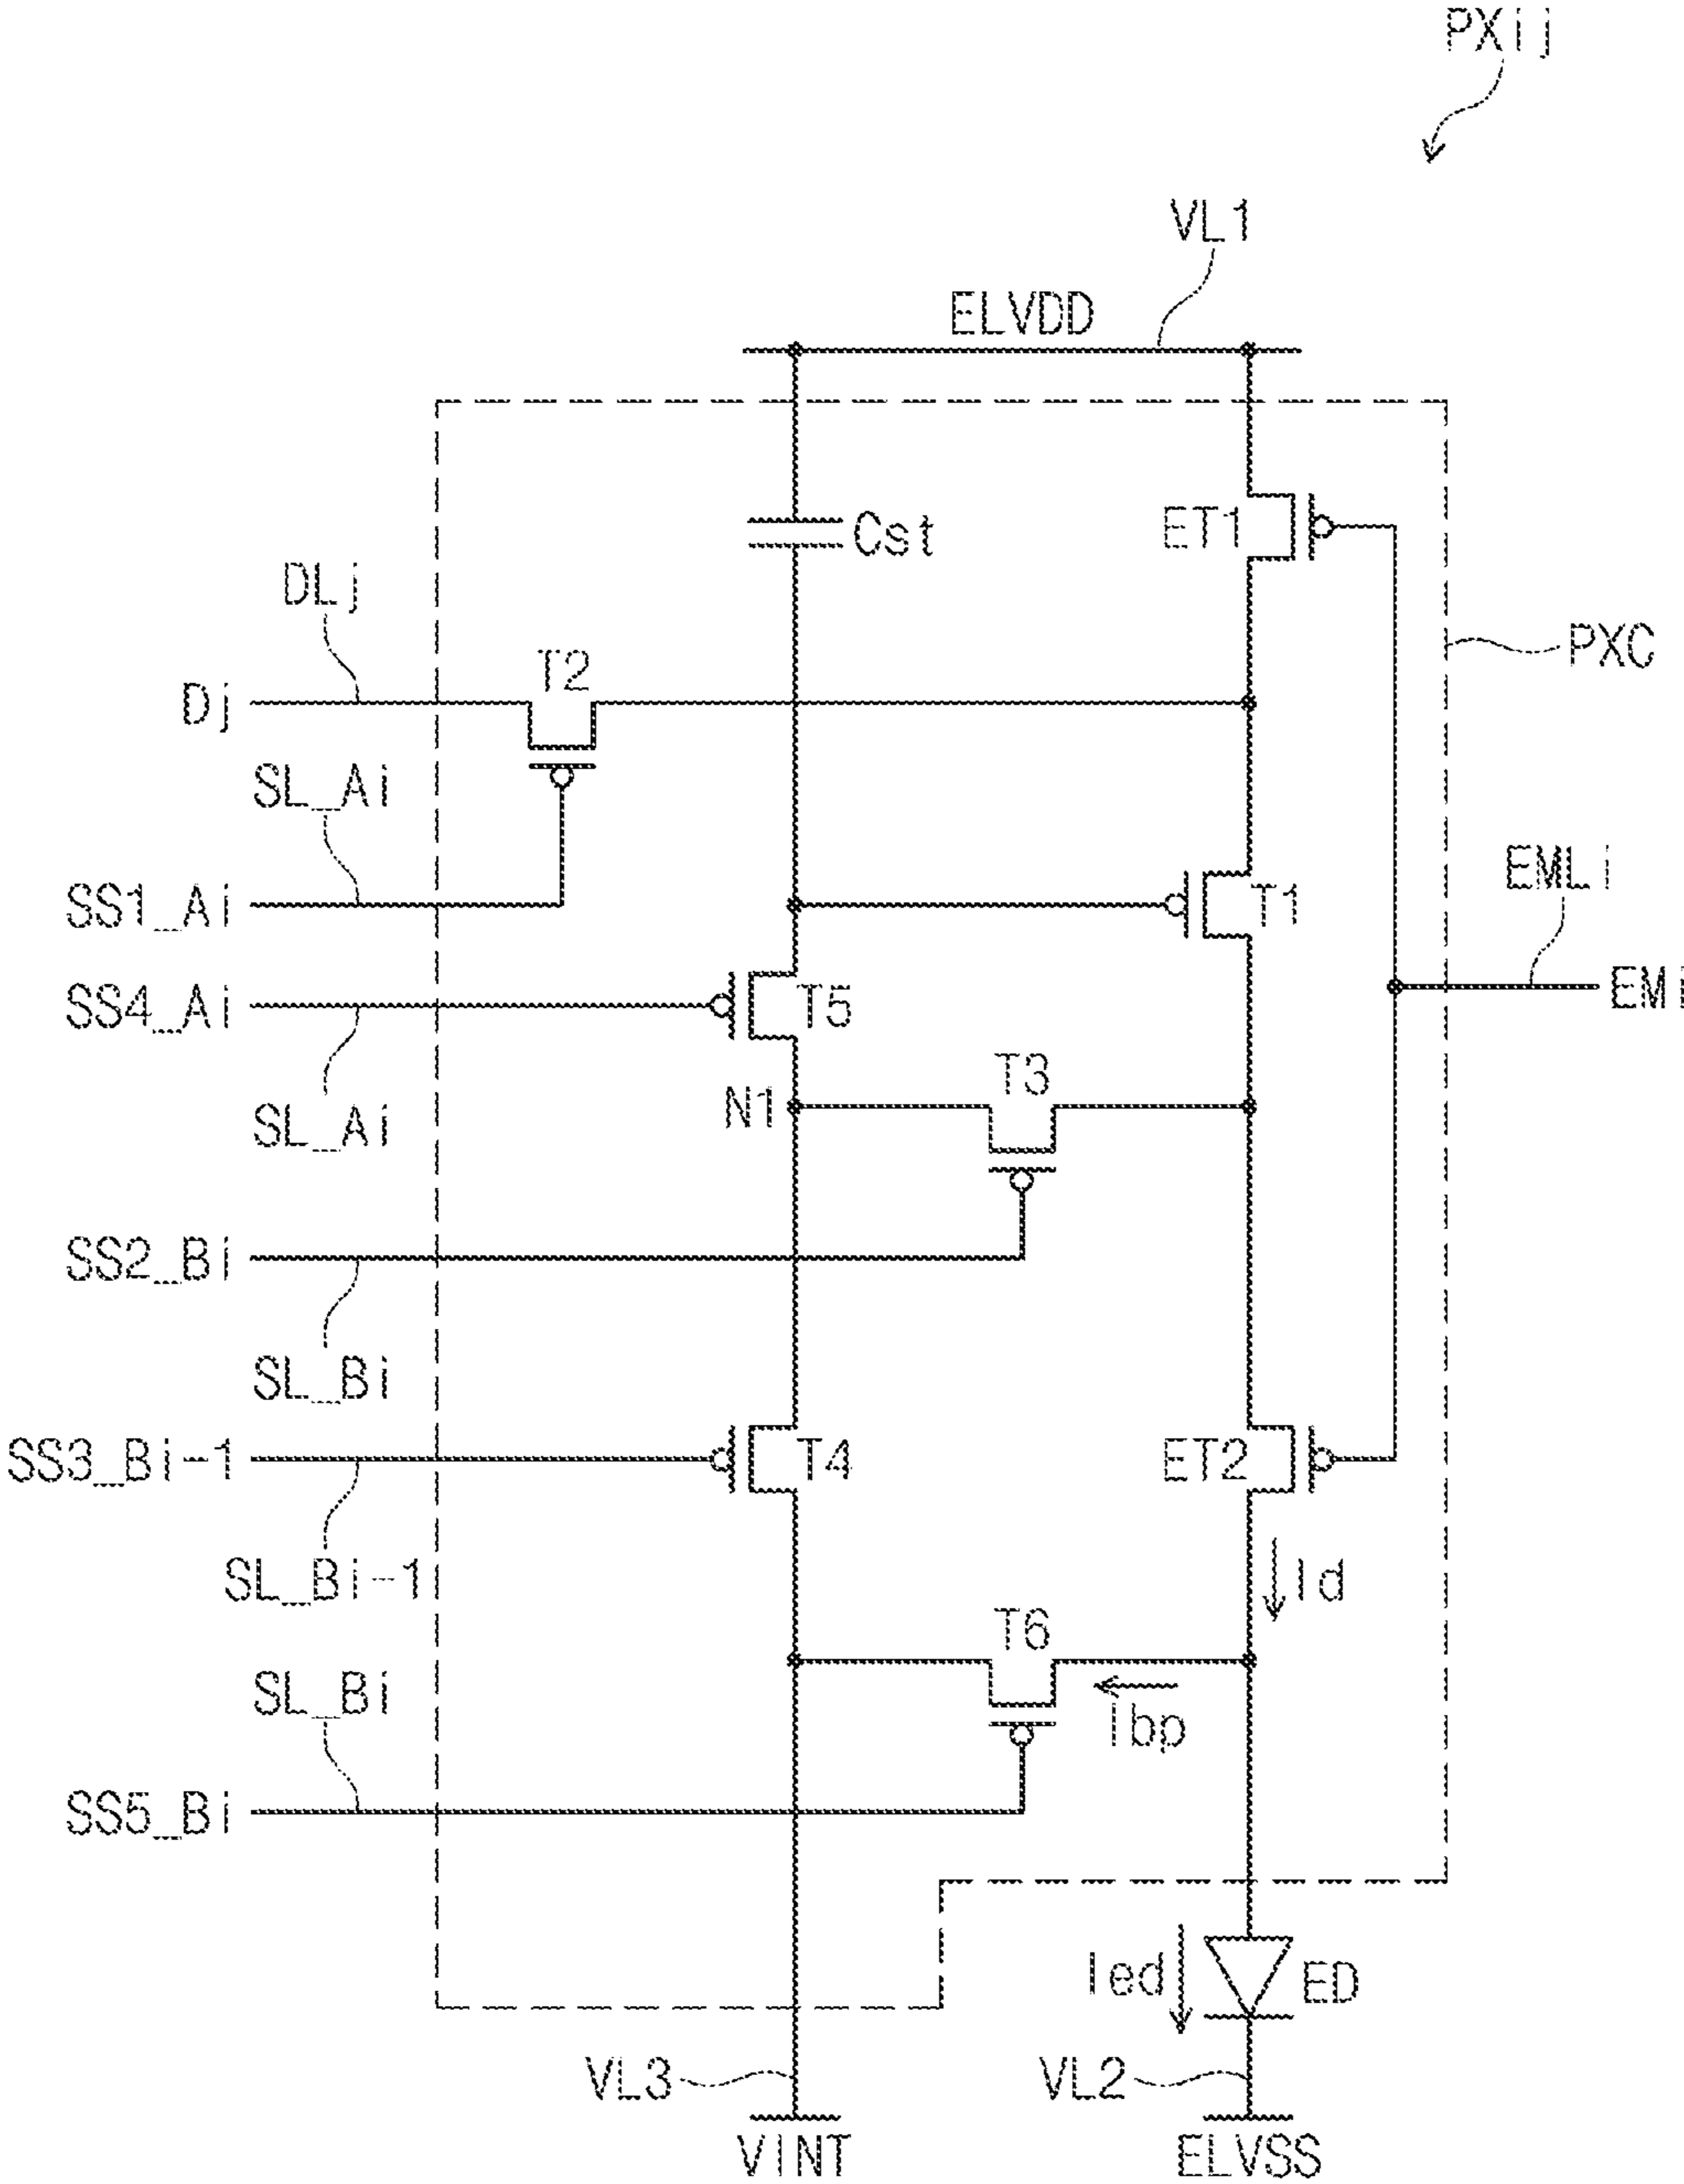 PXij
VL1
ELVDD
ET1
Cst
DLj
PXC
T2
Dj
SL_Ai
EMLi
SS1_Ai
T1
SS4_Ai
T5
EMi
T3
N1
SL_Ai
SS2_Bi
SL_Bi
SS3_Bi-1
T4
ET2
SL_Bi-1
Id
T6
SL_Bi
Ibp
SS5_Bi
Ied
ED
VL3
VL2
VINT
ELVSS